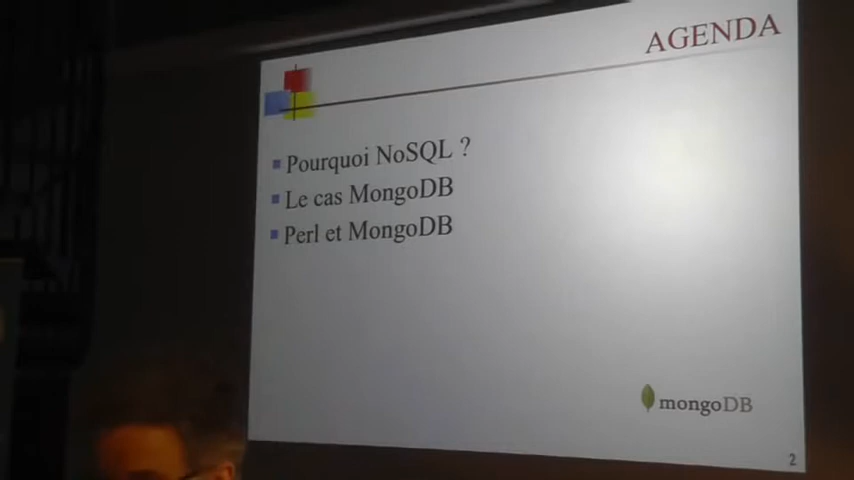 AGENDA
Pourquoi NoSQL ?
Le cas MongoDB
Perl et MongoDB
mongoDB
2